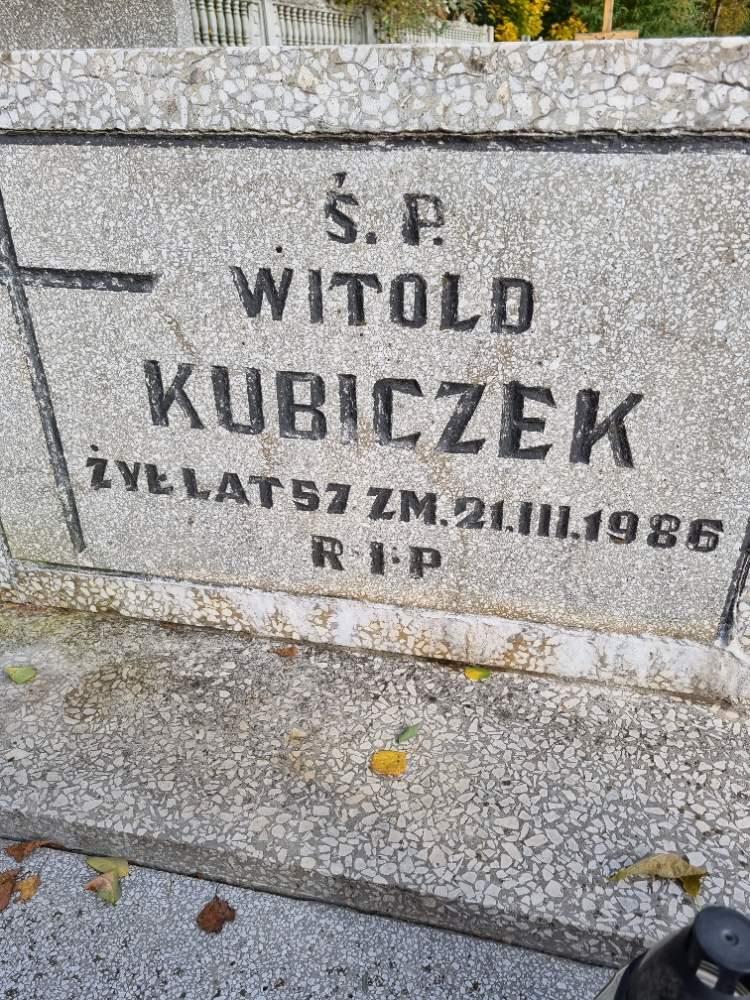 Ś. P.
WITOLD
KUBICZEK
ŻYŁ LAT 57 ZM. 21.III.1986
R·I·P